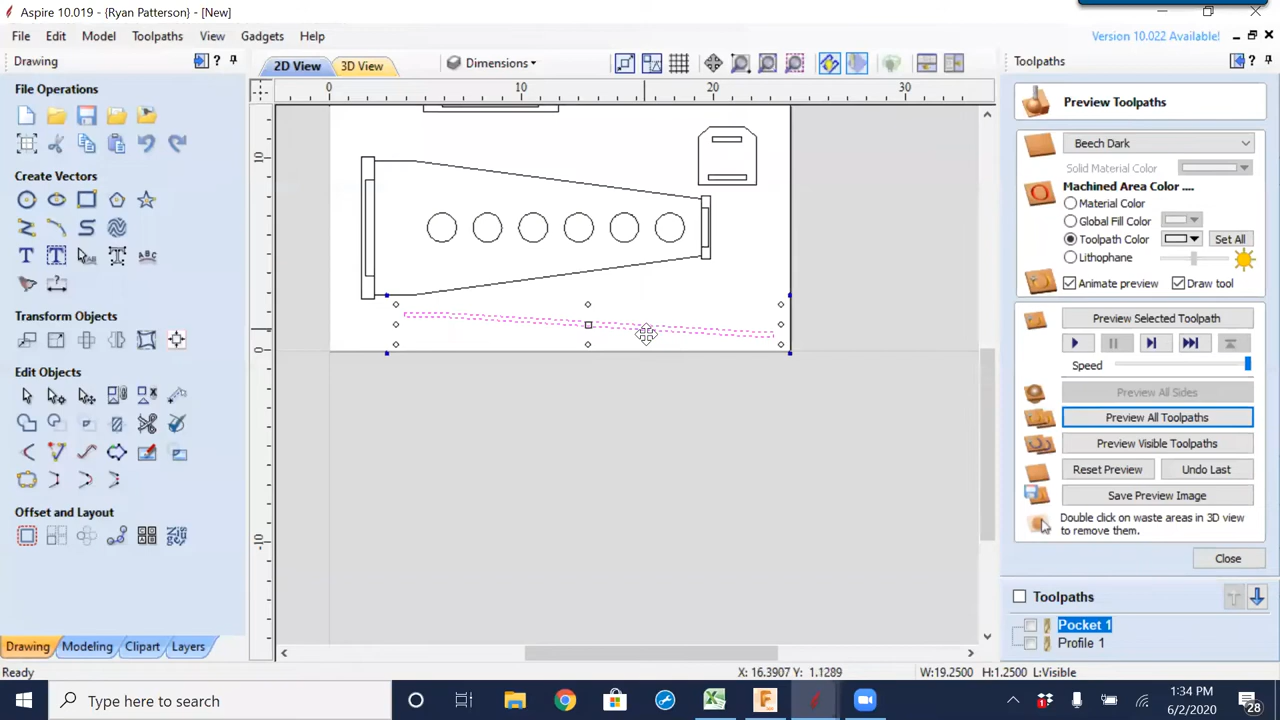 Aspire 10.019 - {Ryan Patterson} - [New]
File Edit Model Toolpaths View Gadgets Help
Version 10.022 Available!
Drawing
File Operations
Create Vectors
Transform Objects
Edit Objects
Offset and Layout
Drawing Modeling Clipart Layers
2D View 3D View Dimensions
0 10 20 30
10
0
-10
Toolpaths
Preview Toolpaths
Beech Dark
Solid Material Color
Machined Area Color ....
Material Color
Global Fill Color
Toolpath Color Set All
Lithophane
Animate preview Draw tool
Preview Selected Toolpath
Speed
Preview All Sides
Preview All Toolpaths
Preview Visible Toolpaths
Reset Preview Undo Last
Save Preview Image
Double click on waste areas in 3D view
to remove them.
Close
Toolpaths
Pocket 1
Profile 1
Ready X: 16.3907 Y: 1.1289 W:19.2500 H:1.2500 L:Visible
Type here to search
1:34 PM
6/2/2020
28